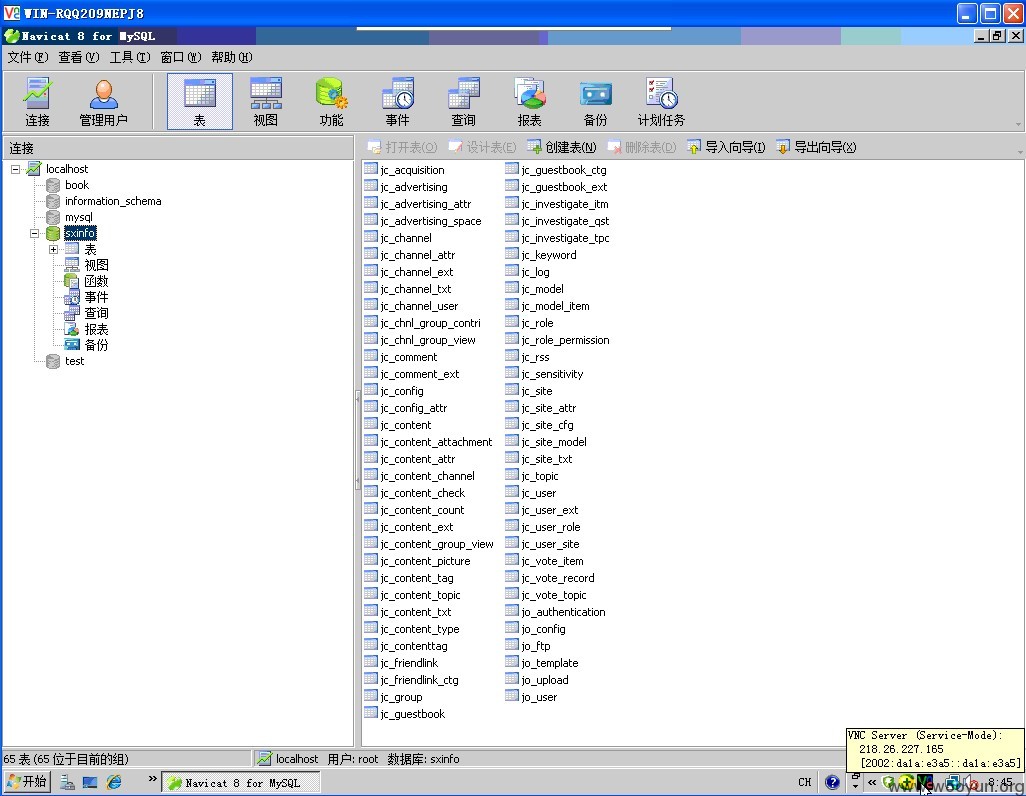 WIN-RQQ209NEPJ8
Navicat 8 for MySQL
文件(F) 查看(V) 工具(T) 窗口(W) 帮助(H)
连接 管理用户 表 视图 功能 事件 查询 报表 备份 计划任务
连接
打开表(O) 设计表(E) 创建表(N) 删除表(D) 导入向导(I) 导出向导(X)
localhost
book
information_schema
mysql
sxinfo
表
视图
函数
事件
查询
报表
备份
test
jc_acquisition
jc_advertising
jc_advertising_attr
jc_advertising_space
jc_channel
jc_channel_attr
jc_channel_ext
jc_channel_txt
jc_channel_user
jc_chnl_group_contri
jc_chnl_group_view
jc_comment
jc_comment_ext
jc_config
jc_config_attr
jc_content
jc_content_attachment
jc_content_attr
jc_content_channel
jc_content_check
jc_content_count
jc_content_ext
jc_content_group_view
jc_content_picture
jc_content_tag
jc_content_topic
jc_content_txt
jc_content_type
jc_contenttag
jc_friendlink
jc_friendlink_ctg
jc_group
jc_guestbook
jc_guestbook_ctg
jc_guestbook_ext
jc_investigate_itm
jc_investigate_qst
jc_investigate_tpc
jc_keyword
jc_log
jc_model
jc_model_item
jc_role
jc_role_permission
jc_rss
jc_sensitivity
jc_site
jc_site_attr
jc_site_cfg
jc_site_model
jc_site_txt
jc_topic
jc_user
jc_user_ext
jc_user_role
jc_user_site
jc_vote_item
jc_vote_record
jc_vote_topic
jo_authentication
jo_config
jo_ftp
jo_template
jo_upload
jo_user
65 表 (65 位于目前的组) localhost 用户: root 数据库: sxinfo
VNC Server (Service-Mode):
218.26.227.165
[2002:da1a:e3a5::da1a:e3a5]
开始 » Navicat 8 for MySQL CH « 8:45
www.wooyun.org